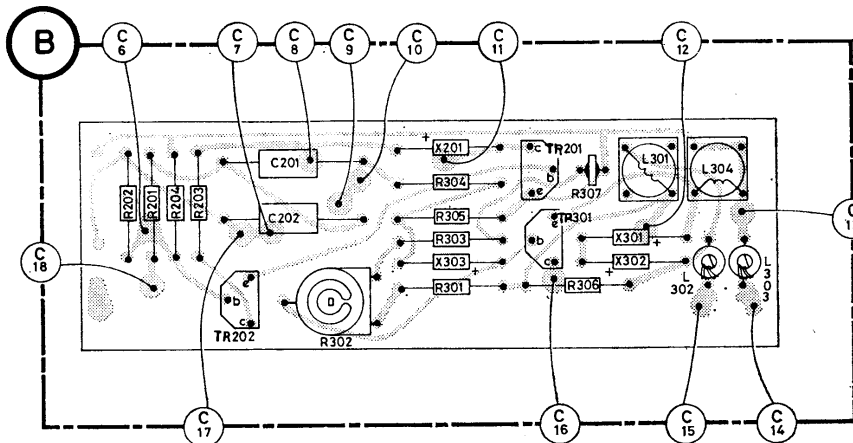 B
C 6
C 7
C 8
C 9
C 10
C 11
C 12
X201
+
TR201
c
b
e
C201
L301
L304
R304
R307
R202
R201
R204
R203
C202
R305
TR301
e
b
c
R303
X301
+
X303
+
X302
+
L 302
L 303
C 18
R301
R306
e
b
c
TR202
R302
C 17
C 16
C 15
C 14